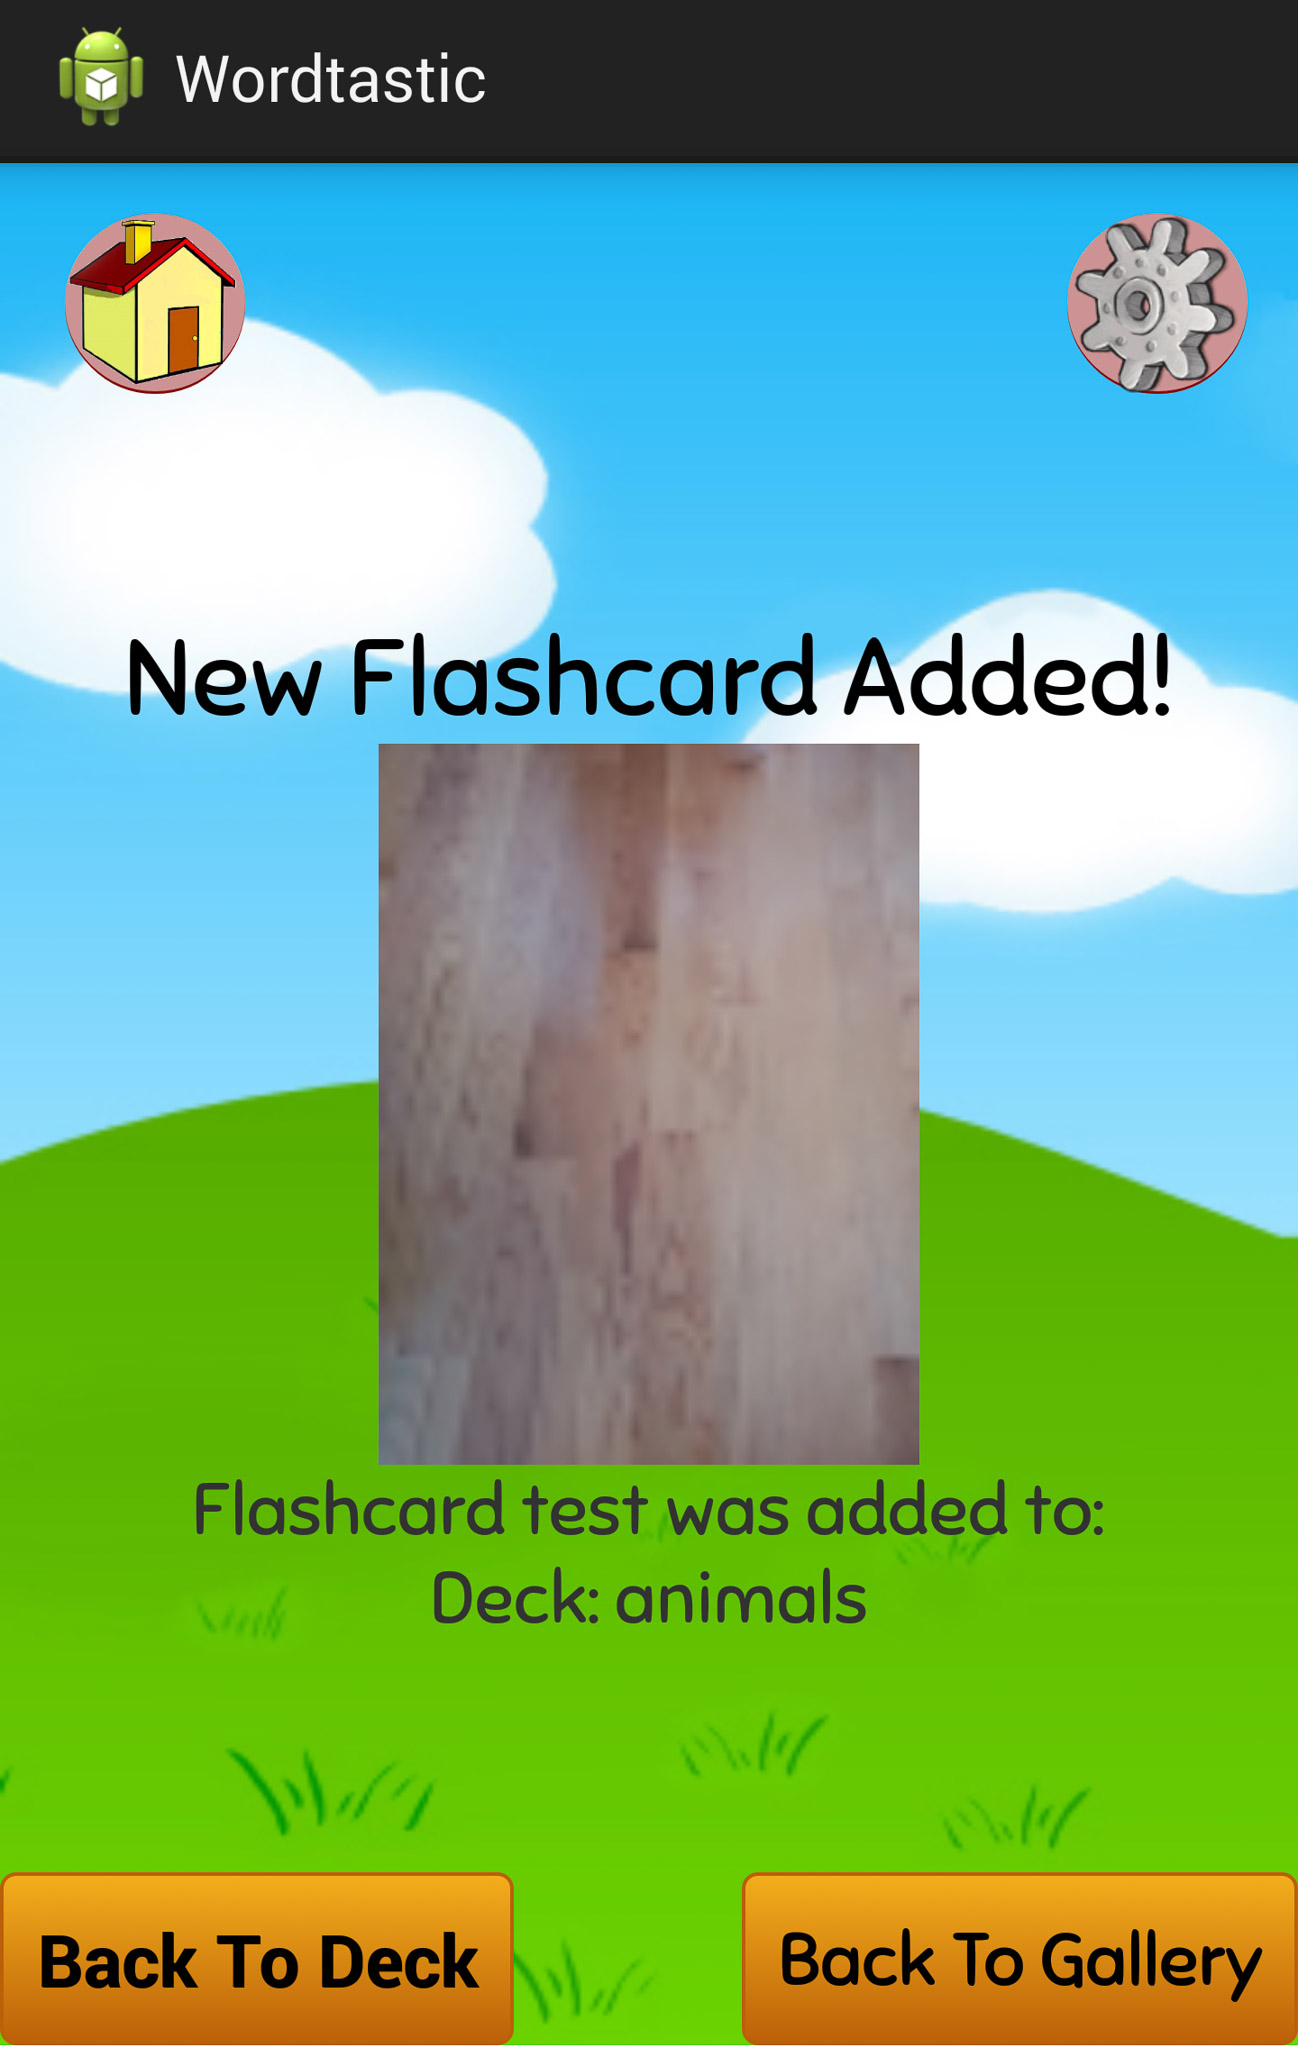 Wordtastic
New Flashcard Added!
Flashcard test was added to:
Deck: animals
Back To Deck
Back To Gallery